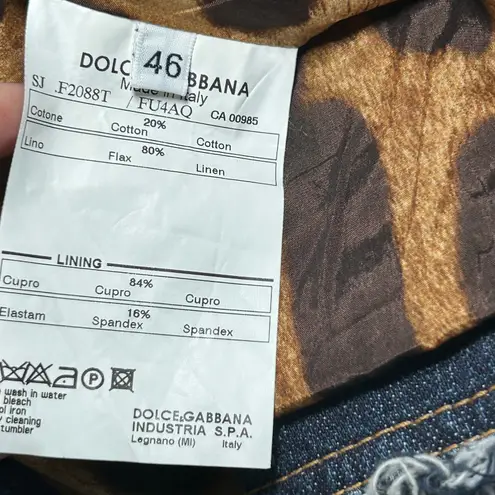 46
DOLC BBANA
Made in Italy
SJ .F2088T / FU4AQ CA 00985
Cotone 20% Cotton Cotton
Lino 80% Flax Linen
LINING
Cupro 84% Cupro Cupro
Elastam 16% Spandex Spandex
wash in water
bleach
iron
cleaning
tumbler
DOLCE&GABBANA
INDUSTRIA S.P.A.
Legnano (MI) Italy